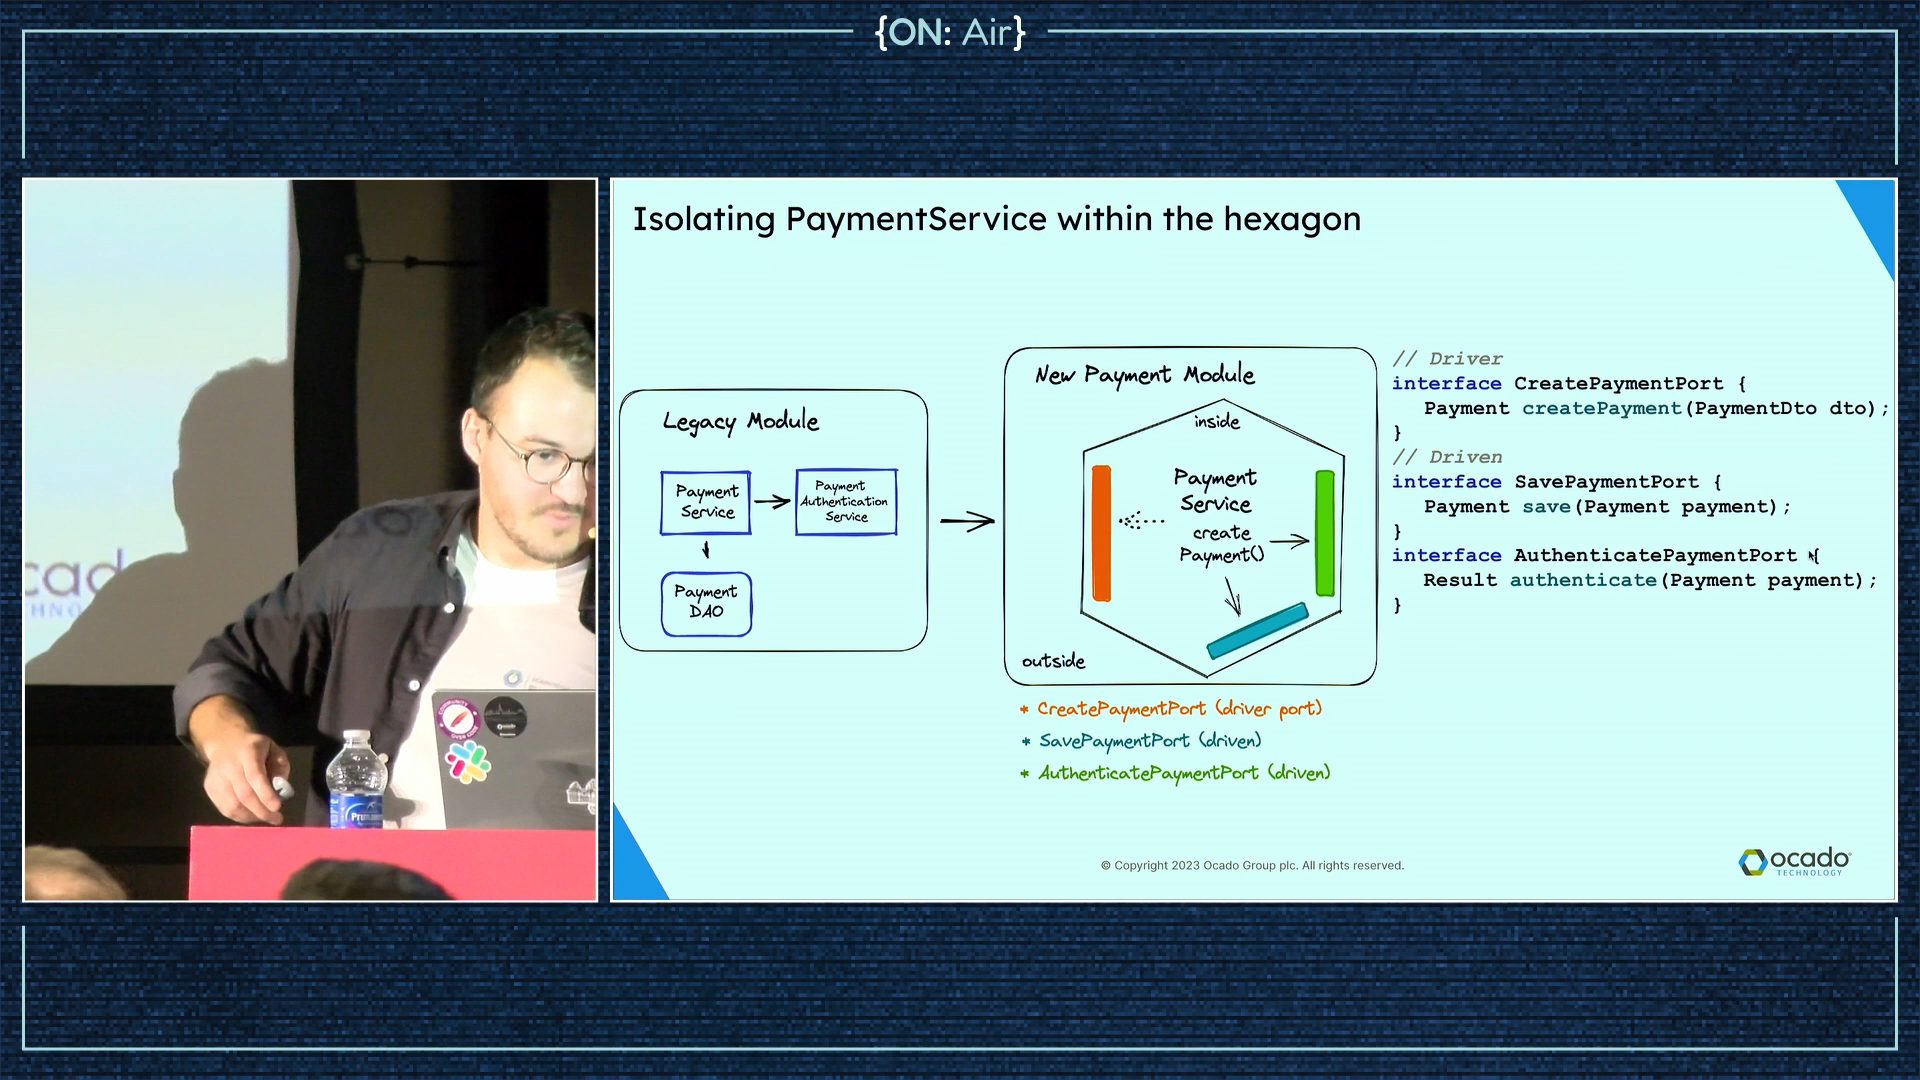 {ON: Air}
Isolating PaymentService within the hexagon
Legacy Module
Payment
Service
Payment
Authentication
Service
Payment
DAO
New Payment Module
inside
Payment
Service
create
Payment()
outside
* CreatePaymentPort (driver port)
* SavePaymentPort (driven)
* AuthenticatePaymentPort (driven)
// Driver
interface CreatePaymentPort {
Payment createPayment(PaymentDto dto);
}
// Driven
interface SavePaymentPort {
Payment save(Payment payment);
}
interface AuthenticatePaymentPort {
Result authenticate(Payment payment);
}
© Copyright 2023 Ocado Group plc. All rights reserved.
ocado
TECHNOLOGY